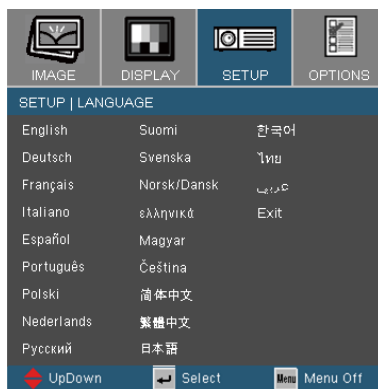 IMAGE DISPLAY SETUP OPTIONS
SETUP | LANGUAGE
English Suomi 한국어
Deutsch Svenska ไทย
Français Norsk/Dansk عربي
Italiano ελληνικά Exit
Español Magyar
Português Čeština
Polski 简体中文
Nederlands 繁體中文
Русский 日本語
UpDown Select Menu Menu Off